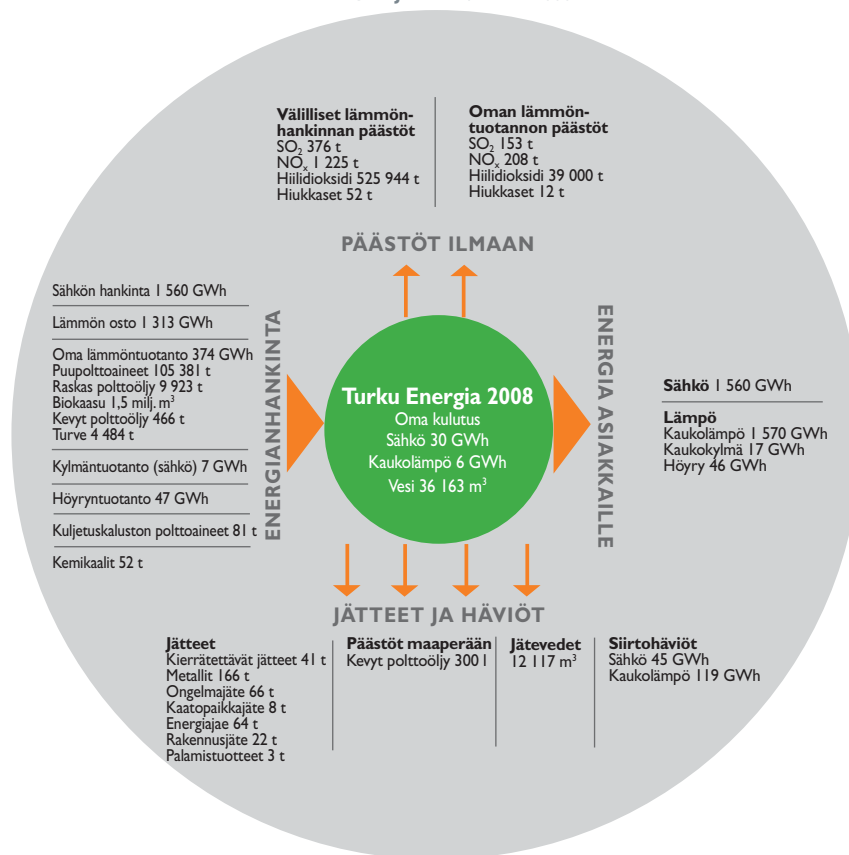 Välilliset lämmön-
hankinnan päästöt
SO₂ 376 t
NOₓ 1 225 t
Hiilidioksidi 525 944 t
Hiukkaset 52 t
Oman lämmön-
tuotannon päästöt
SO₂ 153 t
NOₓ 208 t
Hiilidioksidi 39 000 t
Hiukkaset 12 t
PÄÄSTÖT ILMAAN
Sähkön hankinta 1 560 GWh
Lämmön osto 1 313 GWh
Oma lämmöntuotanto 374 GWh
Puupolttoaineet 105 381 t
Raskas polttoöljy 9 923 t
Biokaasu 1,5 milj. m³
Kevyt polttoöljy 466 t
Turve 4 484 t
Kylmäntuotanto (sähkö) 7 GWh
Höyryntuotanto 47 GWh
Kuljetuskaluston polttoaineet 81 t
Kemikaalit 52 t
ENERGIANHANKINTA
Turku Energia 2008
Oma kulutus
Sähkö 30 GWh
Kaukolämpö 6 GWh
Vesi 36 163 m³
ENERGIA ASIAKKAILLE
Sähkö 1 560 GWh
Lämpö
Kaukolämpö 1 570 GWh
Kaukokylmä 17 GWh
Höyry 46 GWh
JÄTTEET JA HÄVIÖT
Jätteet
Kierrätettävät jätteet 41 t
Metallit 166 t
Ongelmajäte 66 t
Kaatopaikkajäte 8 t
Energiajae 64 t
Rakennusjäte 22 t
Palamistuotteet 3 t
Päästöt maaperään
Kevyt polttoöljy 300 l
Jätevedet
12 117 m³
Siirtohäviöt
Sähkö 45 GWh
Kaukolämpö 119 GWh